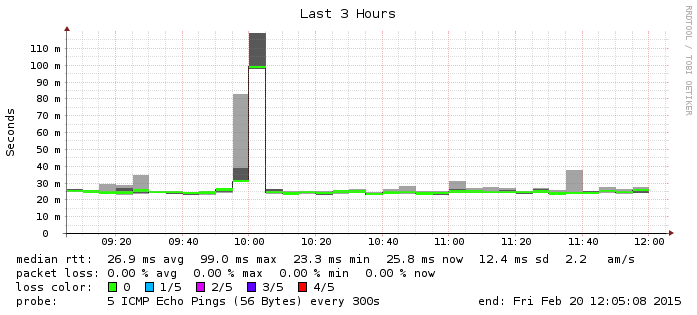 Last 3 Hours
RRDTOOL / TOBI OETIKER
Seconds
110 m
100 m
90 m
80 m
70 m
60 m
50 m
40 m
30 m
20 m
10 m
0
09:20 09:40 10:00 10:20 10:40 11:00 11:20 11:40 12:00
median rtt: 26.9 ms avg 99.0 ms max 23.3 ms min 25.8 ms now 12.4 ms sd 2.2 am/s
packet loss: 0.00 % avg 0.00 % max 0.00 % min 0.00 % now
loss color: 0 1/5 2/5 3/5 4/5
probe: 5 ICMP Echo Pings (56 Bytes) every 300s end: Fri Feb 20 12:05:08 2015